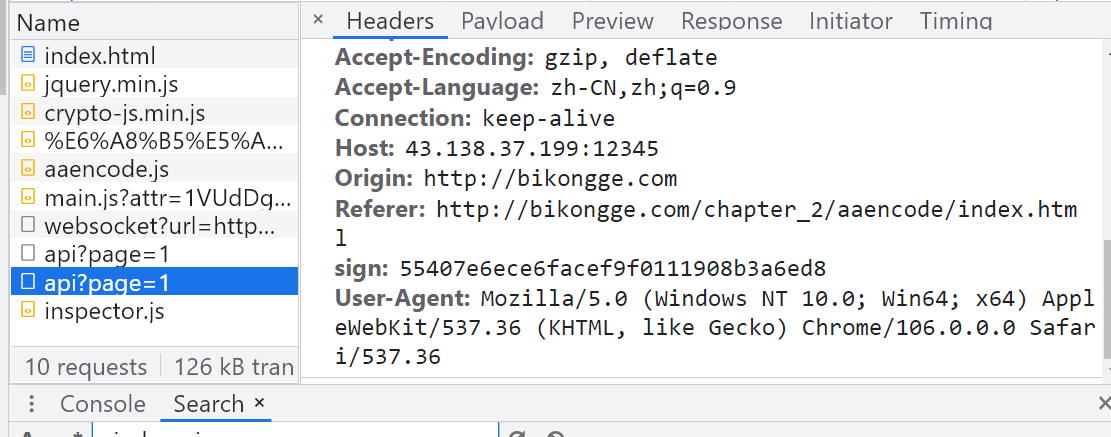 Name
index.html
jquery.min.js
crypto-js.min.js
%E6%A8%B5%E5%A...
aaencode.js
main.js?attr=1VUdDg...
websocket?url=http...
api?page=1
api?page=1
inspector.js
10 requests 126 kB tran
× Headers Payload Preview Response Initiator Timing
Accept-Encoding: gzip, deflate
Accept-Language: zh-CN,zh;q=0.9
Connection: keep-alive
Host: 43.138.37.199:12345
Origin: http://bikongge.com
Referer: http://bikongge.com/chapter_2/aaencode/index.htm
l
sign: 55407e6ece6facef9f0111908b3a6ed8
User-Agent: Mozilla/5.0 (Windows NT 10.0; Win64; x64) Appl
eWebKit/537.36 (KHTML, like Gecko) Chrome/106.0.0.0 Safar
i/537.36
Console Search ×